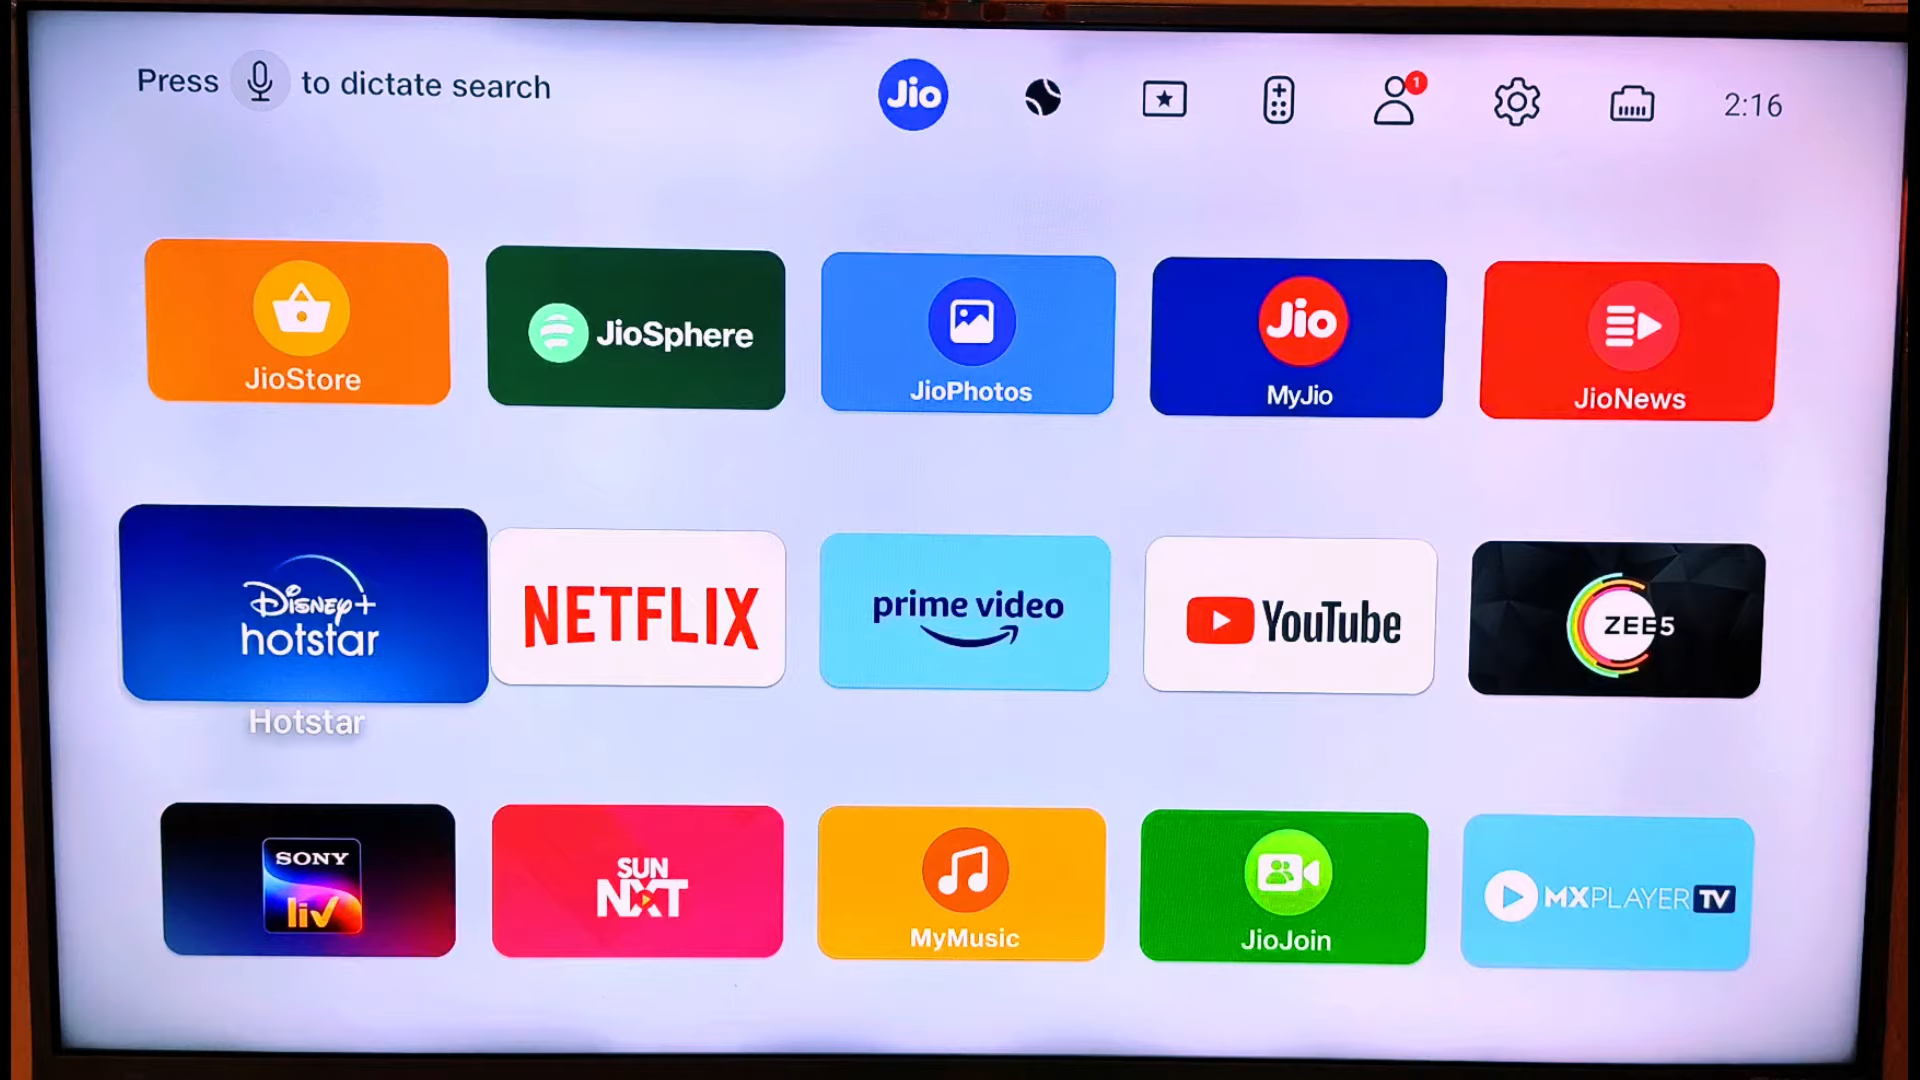 Press to dictate search
Jio
1
2:16
JioStore
JioSphere
JioPhotos
Jio
MyJio
JioNews
Disney+
hotstar
Hotstar
NETFLIX
prime video
YouTube
ZEE5
SONY
liv
SUN
NXT
MyMusic
JioJoin
MXPLAYER TV